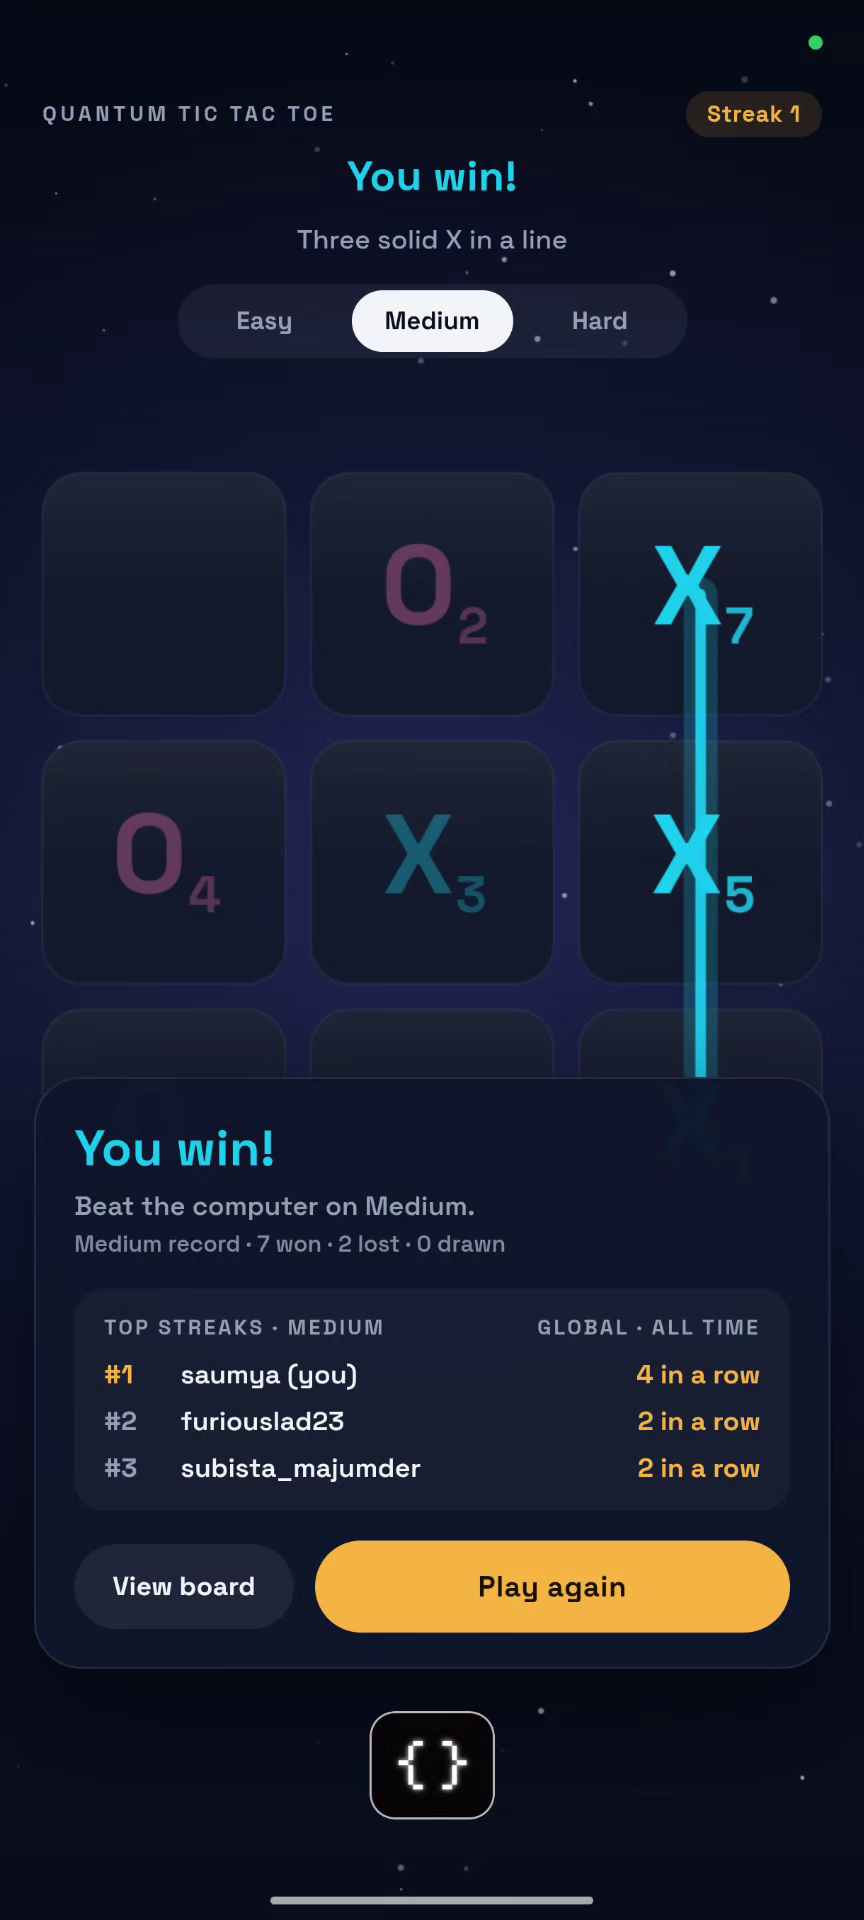 QUANTUM TIC TAC TOE
Streak 1
You win!
Three solid X in a line
Easy Medium Hard
O2 X7
O4 X3 X5
O X1
You win!
Beat the computer on Medium.
Medium record · 7 won · 2 lost · 0 drawn
TOP STREAKS · MEDIUM GLOBAL · ALL TIME
#1 saumya (you) 4 in a row
#2 furiouslad23 2 in a row
#3 subista_majumder 2 in a row
View board Play again
{ }